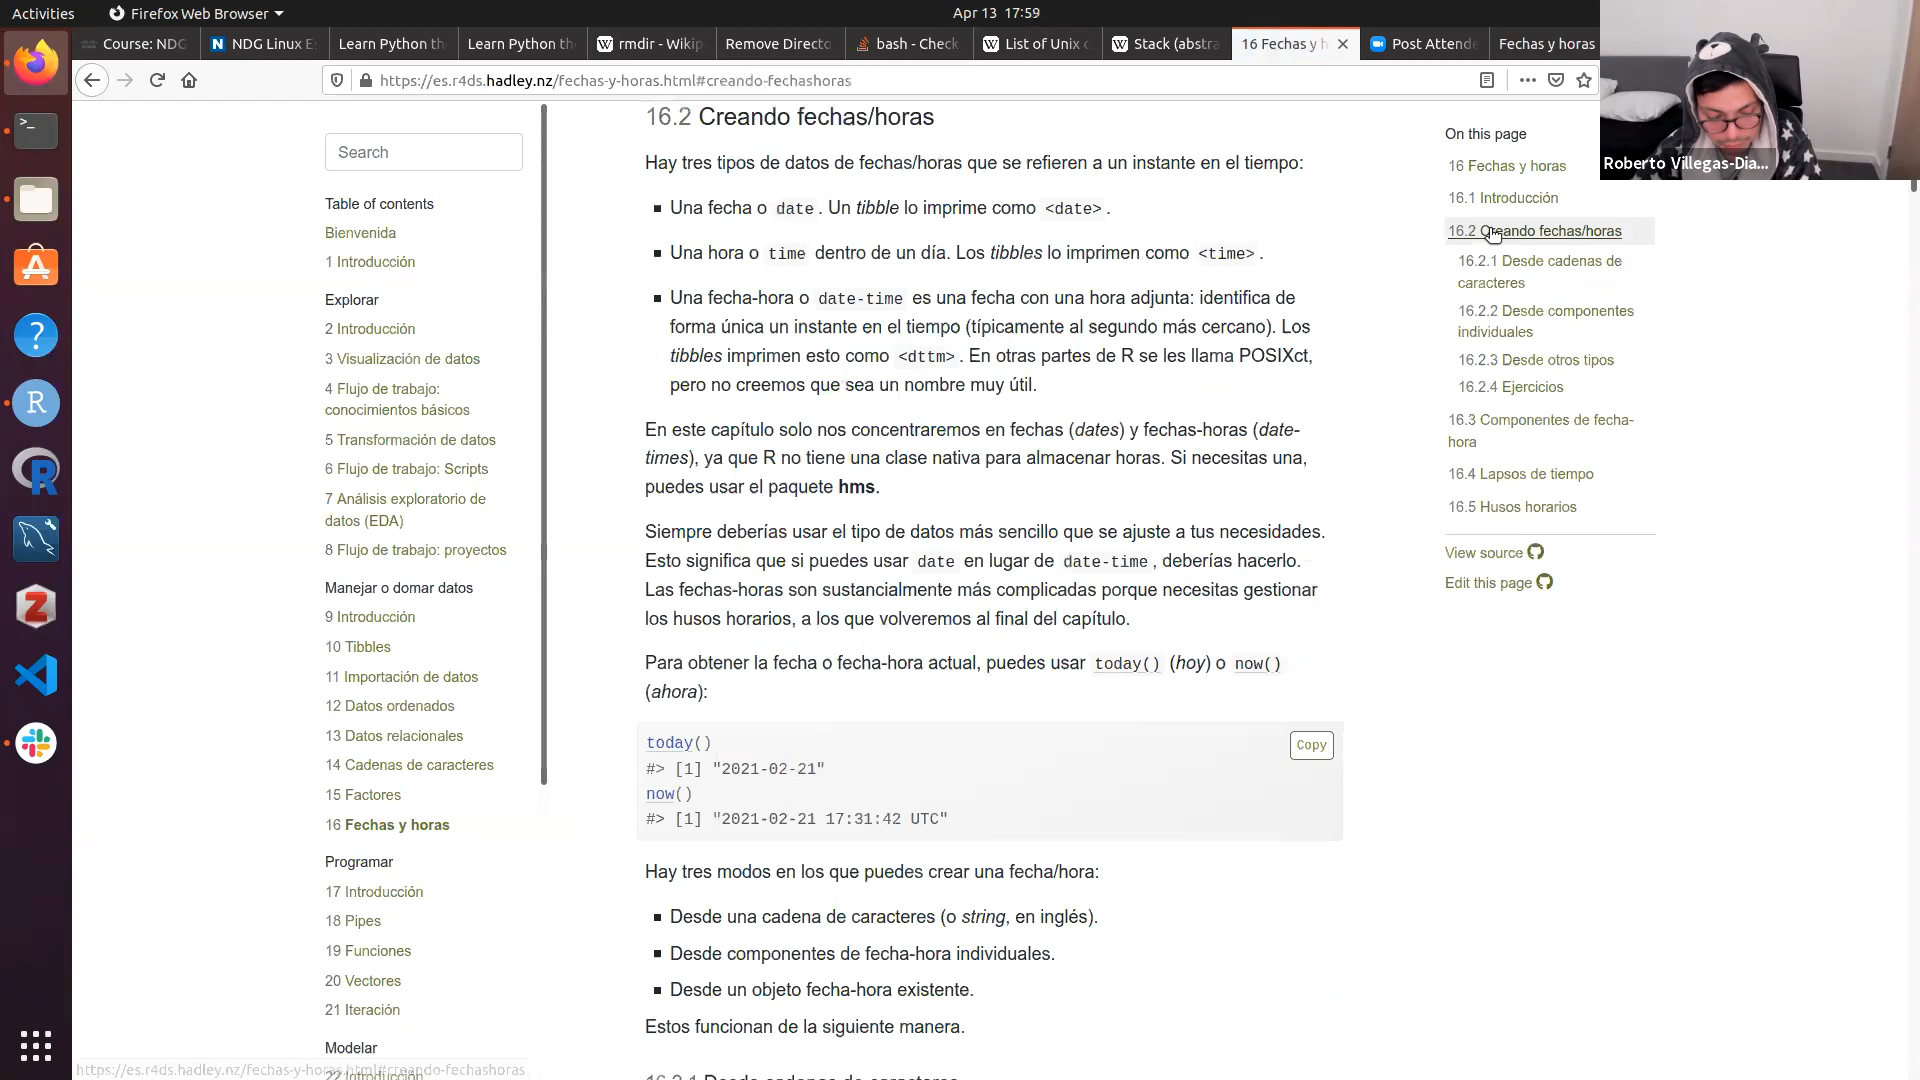 Activities
Firefox Web Browser
Apr 13 17:59
Course: NDG
N NDG Linux Es
Learn Python th
Learn Python th
W rmdir - Wikip
Remove Directo
bash - Check
W List of Unix c
W Stack (abstra
16 Fechas y h
Post Attende
Fechas y horas
https://es.r4ds.hadley.nz/fechas-y-horas.html#creando-fechashoras
Roberto Villegas-Dia...
Search
Table of contents
Bienvenida
1 Introducción
Explorar
2 Introducción
3 Visualización de datos
4 Flujo de trabajo:
conocimientos básicos
5 Transformación de datos
6 Flujo de trabajo: Scripts
7 Análisis exploratorio de
datos (EDA)
8 Flujo de trabajo: proyectos
Manejar o domar datos
9 Introducción
10 Tibbles
11 Importación de datos
12 Datos ordenados
13 Datos relacionales
14 Cadenas de caracteres
15 Factores
16 Fechas y horas
Programar
17 Introducción
18 Pipes
19 Funciones
20 Vectores
21 Iteración
Modelar
22 Introducción
https://es.r4ds.hadley.nz/fechas-y-horas.html#creando-fechashoras
16.2 Creando fechas/horas
Hay tres tipos de datos de fechas/horas que se refieren a un instante en el tiempo:
Una fecha o date. Un tibble lo imprime como <date>.
Una hora o time dentro de un día. Los tibbles lo imprimen como <time>.
Una fecha-hora o date-time es una fecha con una hora adjunta: identifica de
forma única un instante en el tiempo (típicamente al segundo más cercano). Los
tibbles imprimen esto como <dttm>. En otras partes de R se les llama POSIXct,
pero no creemos que sea un nombre muy útil.
En este capítulo solo nos concentraremos en fechas (dates) y fechas-horas (date-
times), ya que R no tiene una clase nativa para almacenar horas. Si necesitas una,
puedes usar el paquete hms.
Siempre deberías usar el tipo de datos más sencillo que se ajuste a tus necesidades.
Esto significa que si puedes usar date en lugar de date-time, deberías hacerlo.
Las fechas-horas son sustancialmente más complicadas porque necesitas gestionar
los husos horarios, a los que volveremos al final del capítulo.
Para obtener la fecha o fecha-hora actual, puedes usar today() (hoy) o now()
(ahora):
Copy
today()
#> [1] "2021-02-21"
now()
#> [1] "2021-02-21 17:31:42 UTC"
Hay tres modos en los que puedes crear una fecha/hora:
Desde una cadena de caracteres (o string, en inglés).
Desde componentes de fecha-hora individuales.
Desde un objeto fecha-hora existente.
Estos funcionan de la siguiente manera.
16.2.1 Desde cadenas de caracteres
On this page
16 Fechas y horas
16.1 Introducción
16.2 Creando fechas/horas
16.2.1 Desde cadenas de
caracteres
16.2.2 Desde componentes
individuales
16.2.3 Desde otros tipos
16.2.4 Ejercicios
16.3 Componentes de fecha-
hora
16.4 Lapsos de tiempo
16.5 Husos horarios
View source
Edit this page